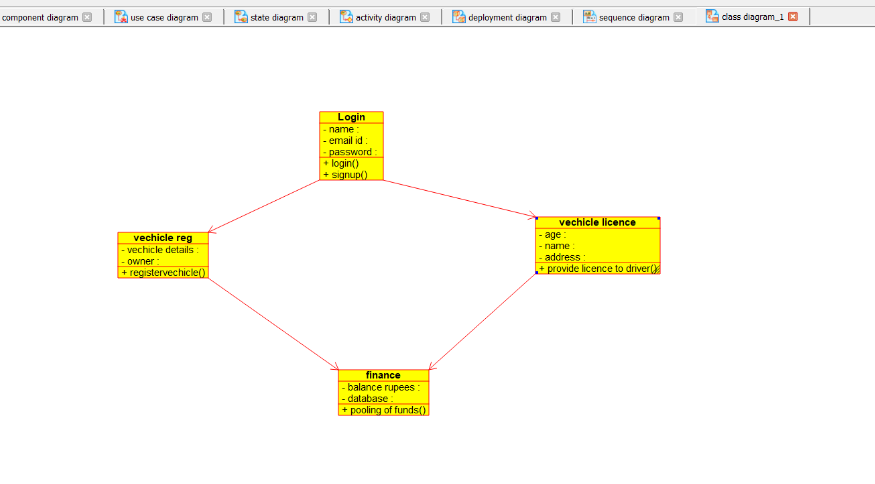 component diagram
use case diagram
state diagram
activity diagram
deployment diagram
sequence diagram
class diagram_1
Login
- name :
- email id :
- password :
+ login()
+ signup()
vechicle reg
- vechicle details :
- owner :
+ registervechicle()
vechicle licence
- age :
- name :
- address :
+ provide licence to driver()
finance
- balance rupees :
- database :
+ pooling of funds()